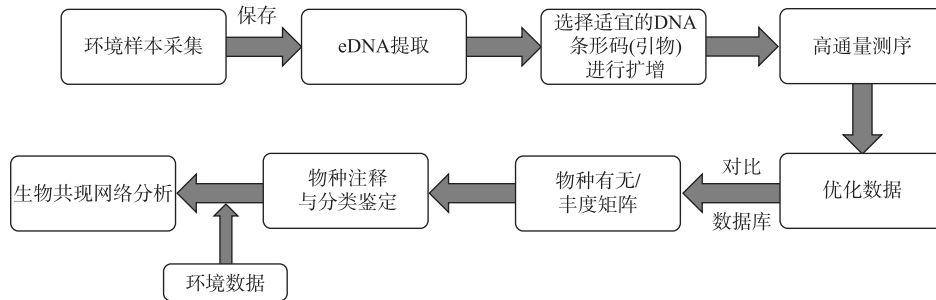 保存
环境样本采集
eDNA提取
选择适宜的DNA
条形码(引物)
进行扩增
高通量测序
生物共现网络分析
物种注释
与分类鉴定
物种有无/
丰度矩阵
对比
数据库
优化数据
环境数据